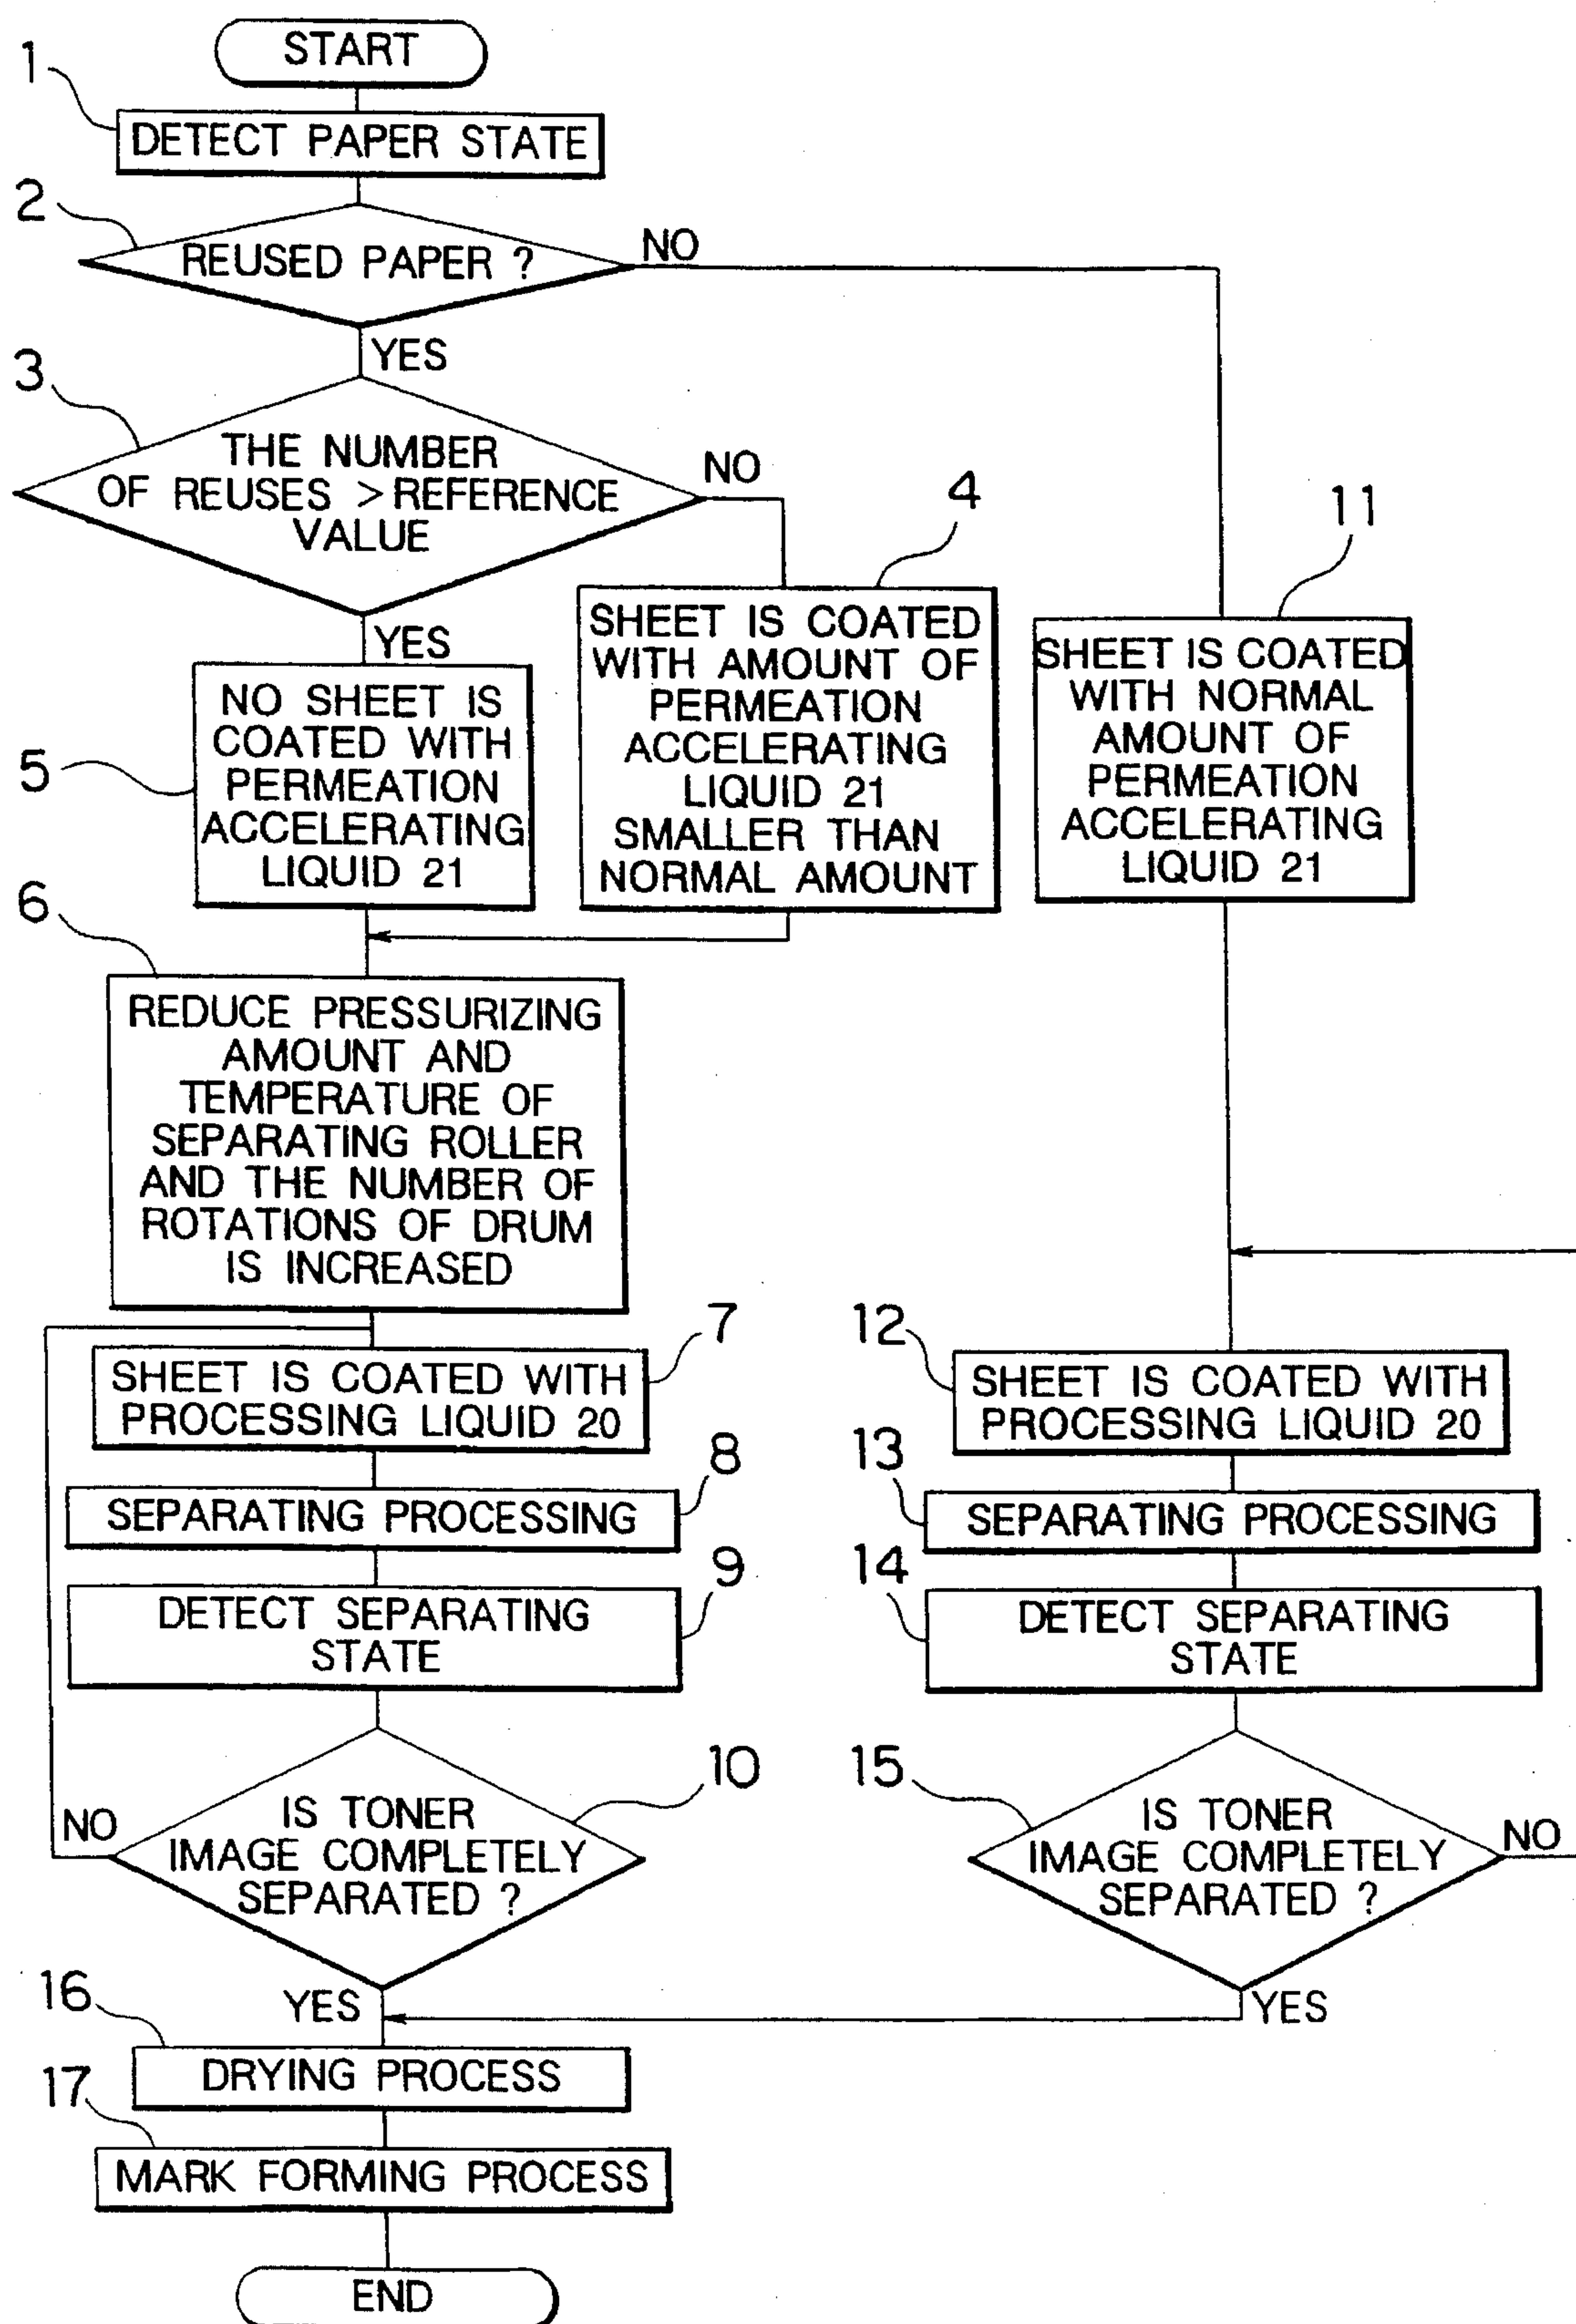 START
1
DETECT PAPER STATE
2
REUSED PAPER ?
NO
YES
3
THE NUMBER
OF REUSES > REFERENCE
VALUE
NO
YES
4
SHEET IS COATED
WITH AMOUNT OF
PERMEATION
ACCELERATING
LIQUID 21
SMALLER THAN
NORMAL AMOUNT
11
SHEET IS COATED
WITH NORMAL
AMOUNT OF
PERMEATION
ACCELERATING
LIQUID 21
5
NO SHEET IS
COATED WITH
PERMEATION
ACCELERATING
LIQUID 21
6
REDUCE PRESSURIZING
AMOUNT AND
TEMPERATURE OF
SEPARATING ROLLER
AND THE NUMBER OF
ROTATIONS OF DRUM
IS INCREASED
7
SHEET IS COATED WITH
PROCESSING LIQUID 20
8
SEPARATING PROCESSING
9
DETECT SEPARATING
STATE
10
IS TONER
IMAGE COMPLETELY
SEPARATED ?
NO
YES
12
SHEET IS COATED WITH
PROCESSING LIQUID 20
13
SEPARATING PROCESSING
14
DETECT SEPARATING
STATE
15
IS TONER
IMAGE COMPLETELY
SEPARATED ?
NO
YES
16
DRYING PROCESS
17
MARK FORMING PROCESS
END